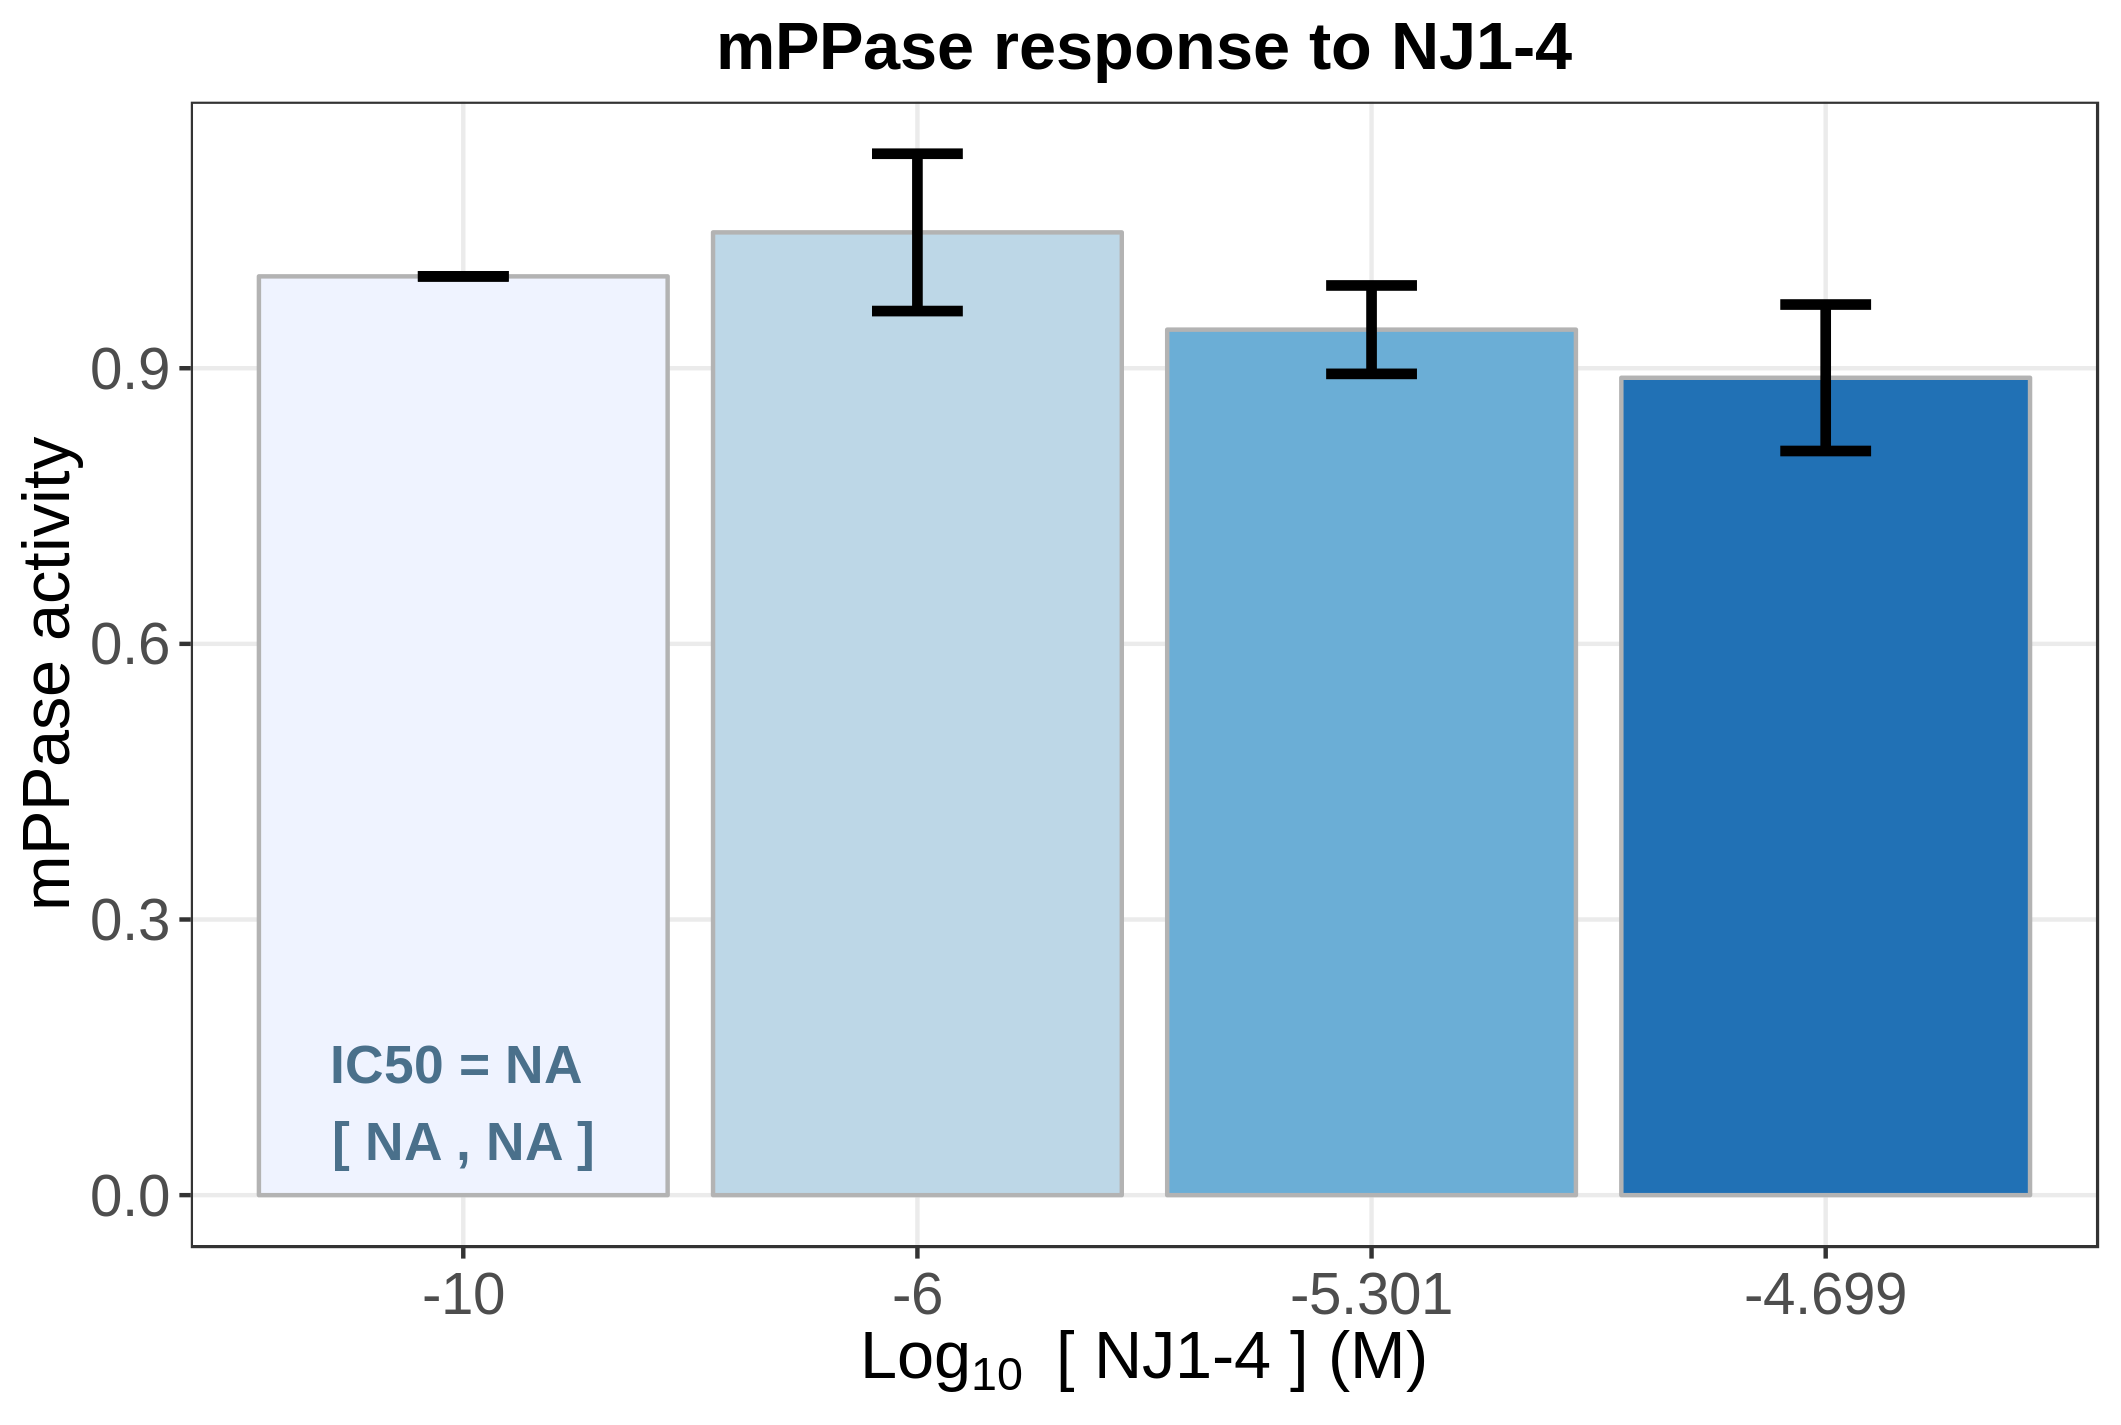 mPPase response to NJ1-4
mPPase activity
0.9
0.6
0.3
0.0
IC50 = NA
[ NA , NA ]
-10
-6
-5.301
-4.699
Log₁₀ [ NJ1-4 ] (M)